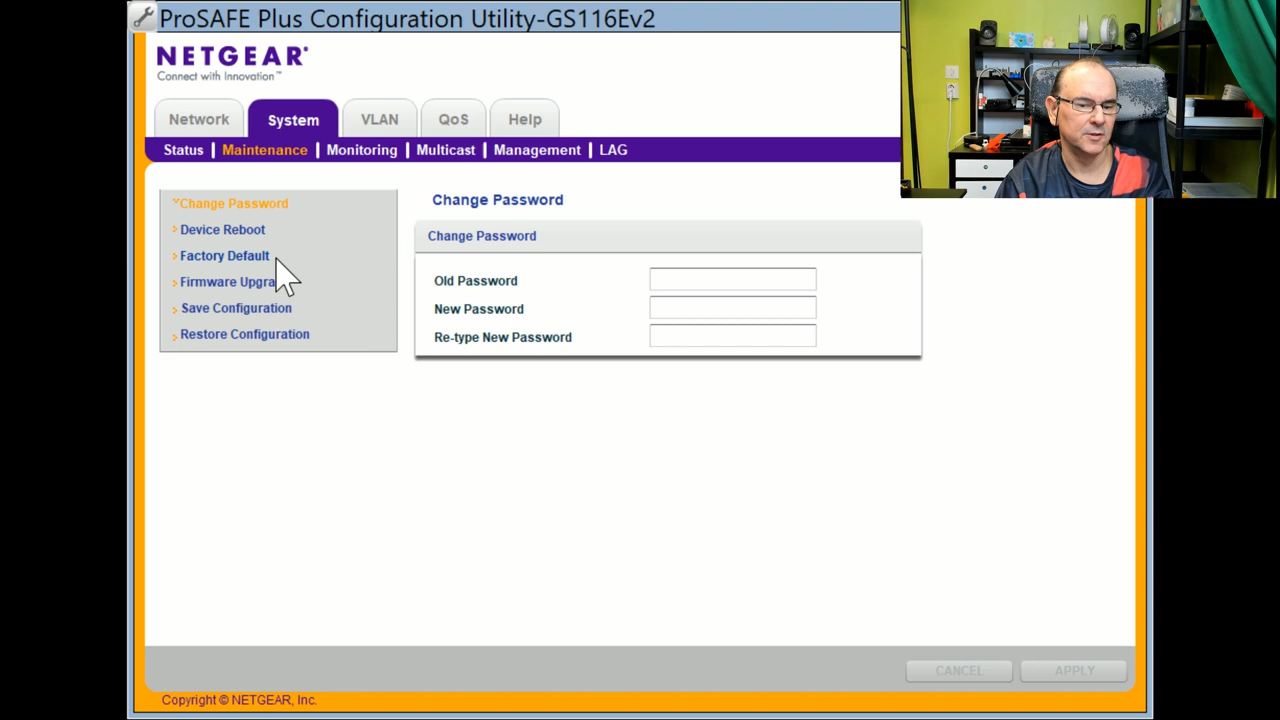 ProSAFE Plus Configuration Utility-GS116Ev2
NETGEAR®
Connect with Innovation™
Network System VLAN QoS Help
Status | Maintenance | Monitoring | Multicast | Management | LAG
Change Password
Device Reboot
Factory Default
Firmware Upgra
Save Configuration
Restore Configuration
Change Password
Change Password
Old Password
New Password
Re-type New Password
CANCEL APPLY
Copyright © NETGEAR, Inc.